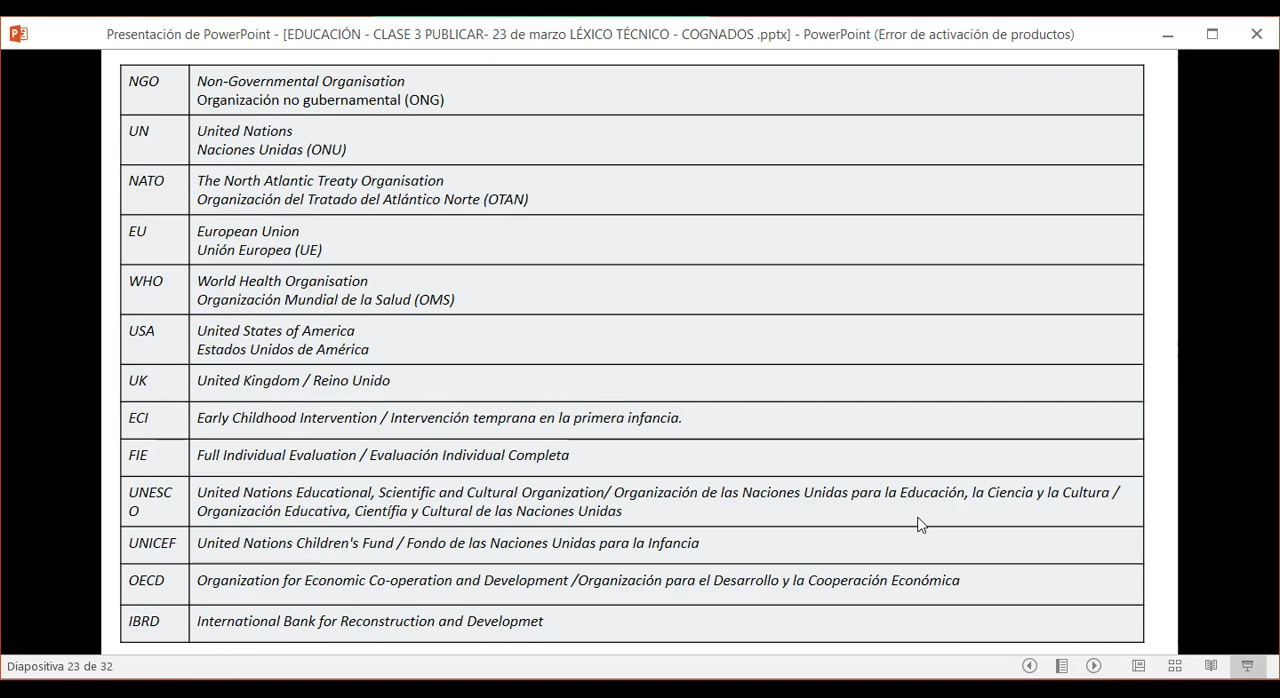 Presentación de PowerPoint - [EDUCACIÓN - CLASE 3 PUBLICAR- 23 de marzo LÉXICO TÉCNICO - COGNADOS .pptx] - PowerPoint (Error de activación de productos)
NGO Non-Governmental Organisation
Organización no gubernamental (ONG)
UN United Nations
Naciones Unidas (ONU)
NATO The North Atlantic Treaty Organisation
Organización del Tratado del Atlántico Norte (OTAN)
EU European Union
Unión Europea (UE)
WHO World Health Organisation
Organización Mundial de la Salud (OMS)
USA United States of America
Estados Unidos de América
UK United Kingdom / Reino Unido
ECI Early Childhood Intervention / Intervención temprana en la primera infancia.
FIE Full Individual Evaluation / Evaluación Individual Completa
UNESC United Nations Educational, Scientific and Cultural Organization/ Organización de las Naciones Unidas para la Educación, la Ciencia y la Cultura /
O Organización Educativa, Científia y Cultural de las Naciones Unidas
UNICEF United Nations Children's Fund / Fondo de las Naciones Unidas para la Infancia
OECD Organization for Economic Co-operation and Development /Organización para el Desarrollo y la Cooperación Económica
IBRD International Bank for Reconstruction and Developmet
Diapositiva 23 de 32